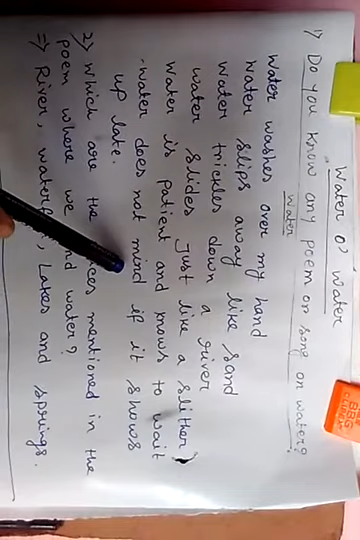 Water O' Water
1) Do you know any poem or song on water?
Water
Water washes over my hand
Water slips away like sand
Water trickles down a river
Water slides just like a slither
Water is patient and knows to wait
Water does not mind if it shows
up late.
2) Which are the mentioned in the
poem where we water?
⇒ River, Lakes and springs.